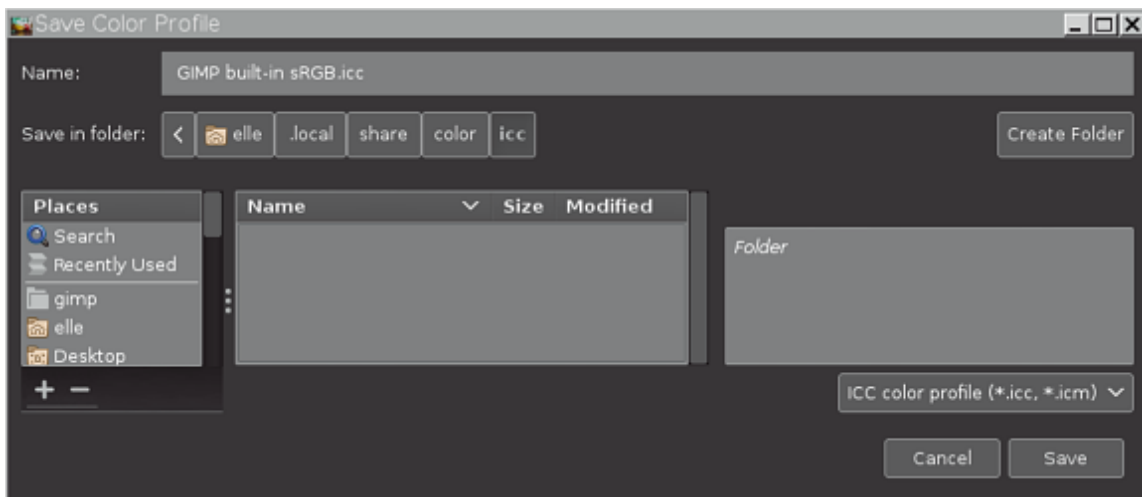 Save Color Profile
Name: GIMP built-in sRGB.icc
Save in folder: < elle .local share color icc Create Folder
Places
Search
Recently Used
gimp
elle
Desktop
Name Size Modified
Folder
ICC color profile (*.icc, *.icm)
Cancel Save